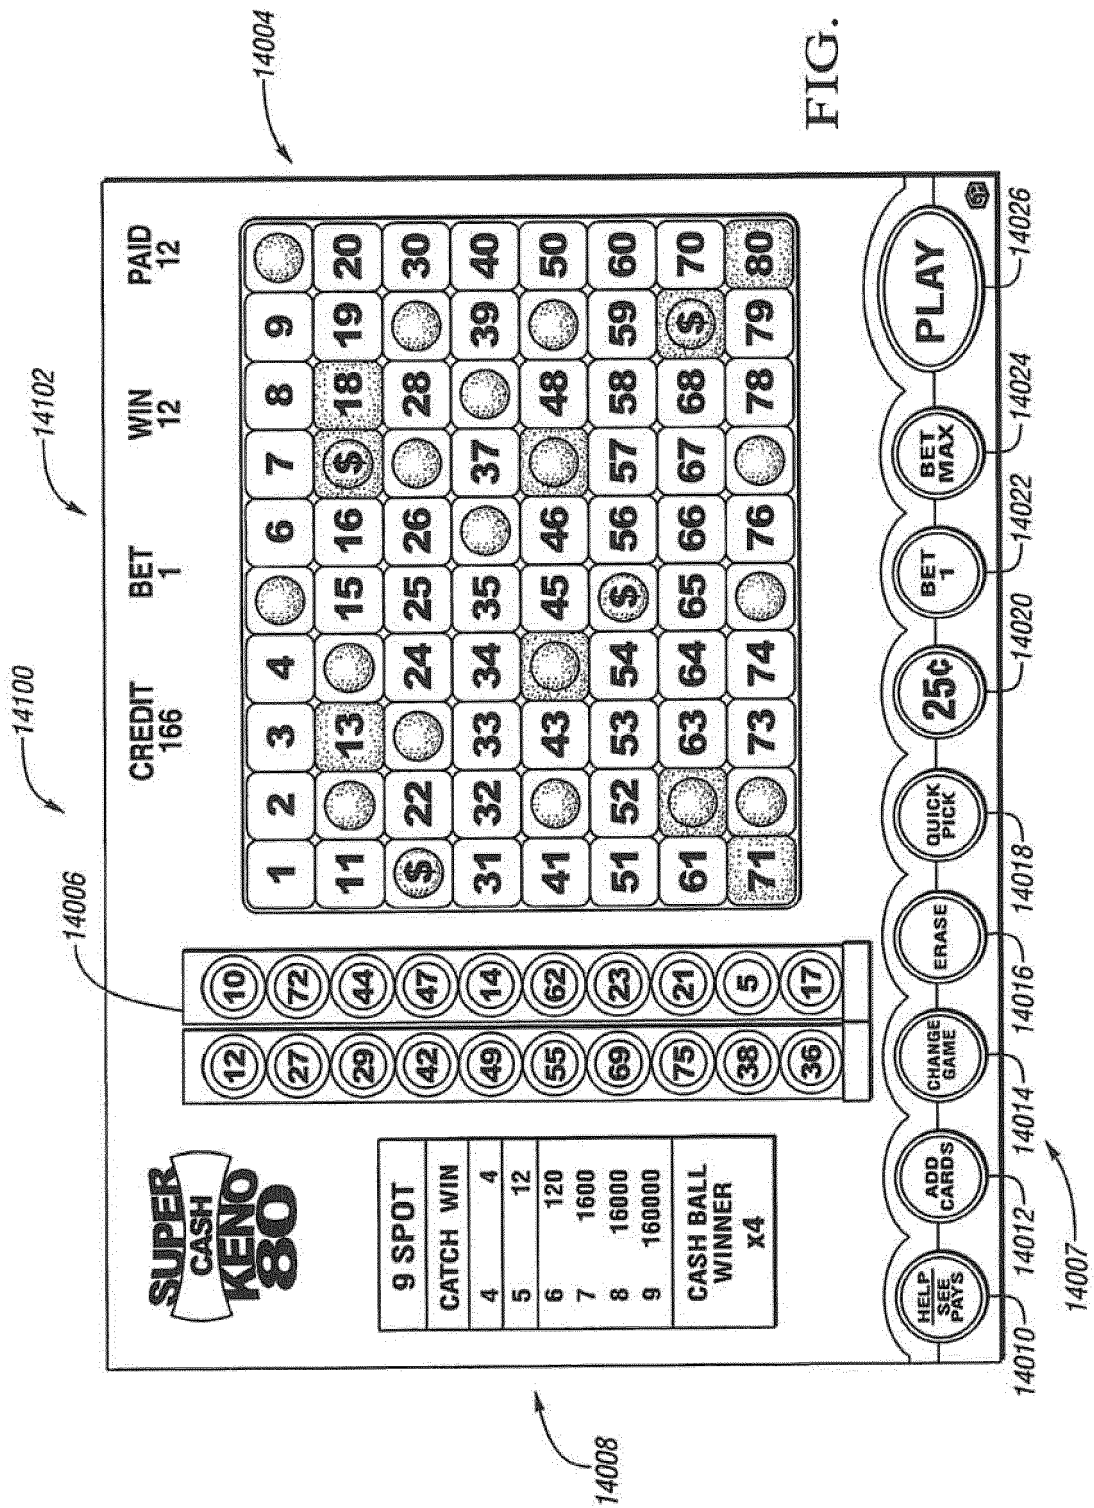 14100
14102
14004
14006
SUPER
CASH
KENO
80
CREDIT BET WIN PAID
166 1 12 12
12 10
27 72
29 44
42 47
49 14
55 62
69 23
75 21
38 5
36 17
1 2 3 4 6 7 8 9
11 13 15 16 $ 18 19 20
$ 22 24 25 26 28 30
31 32 33 34 35 37 39 40
41 43 45 46 48 50
51 52 53 54 $ 56 57 58 59 60
61 63 64 65 66 67 68 $ 70
71 73 74 76 78 79 80
9 SPOT
CATCH WIN
4 4
5 12
6 120
7 1600
8 16000
9 160000
CASH BALL
WINNER
x4
14008
HELP
SEE
PAYS
ADD
CARDS
CHANGE
GAME
ERASE
QUICK
PICK
25¢
BET
1
BET
MAX
PLAY
14010 14012 14014 14016 14018 14020 14022 14024 14026
14007
FIG.